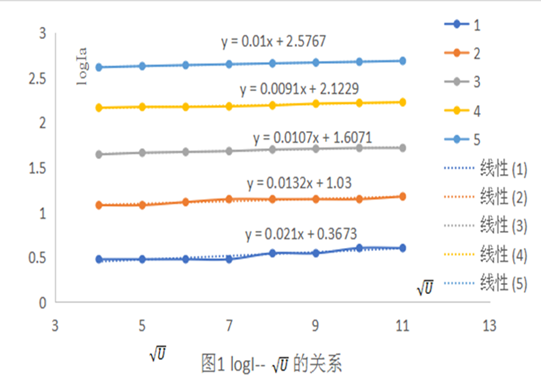 3
2.5
2
1.5
1
0.5
0
logIa
y = 0.01x + 2.5767
y = 0.0091x + 2.1229
y = 0.0107x + 1.6071
y = 0.0132x + 1.03
y = 0.021x + 0.3673
√U
3 5 7 9 11 13
√U
1
2
3
4
5
线性 (1)
线性 (2)
线性 (3)
线性 (4)
线性 (5)
图1 logI-- √U 的关系